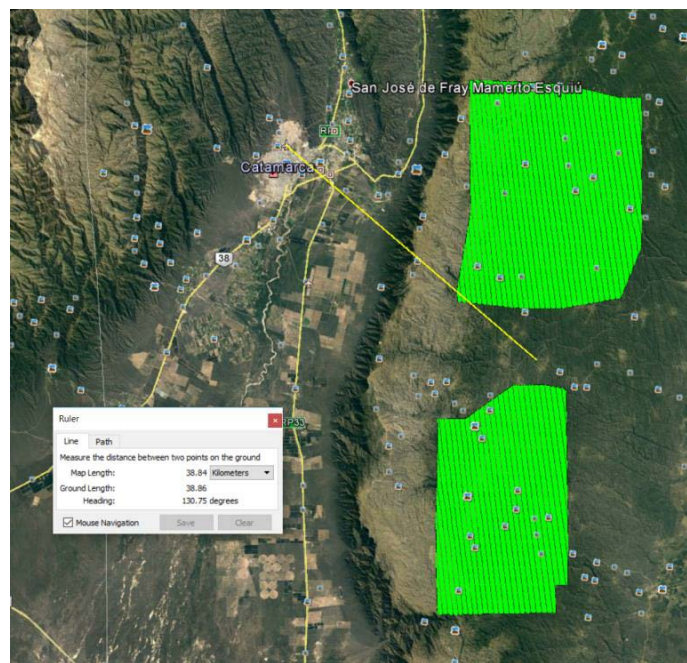 San José de Fray Mamerto Esquiú
Catamarca
38
RP33
Ruler
Line Path
Measure the distance between two points on the ground
Map Length: 38.84 Kilometers
Ground Length: 38.86
Heading: 130.75 degrees
Mouse Navigation Save Clear